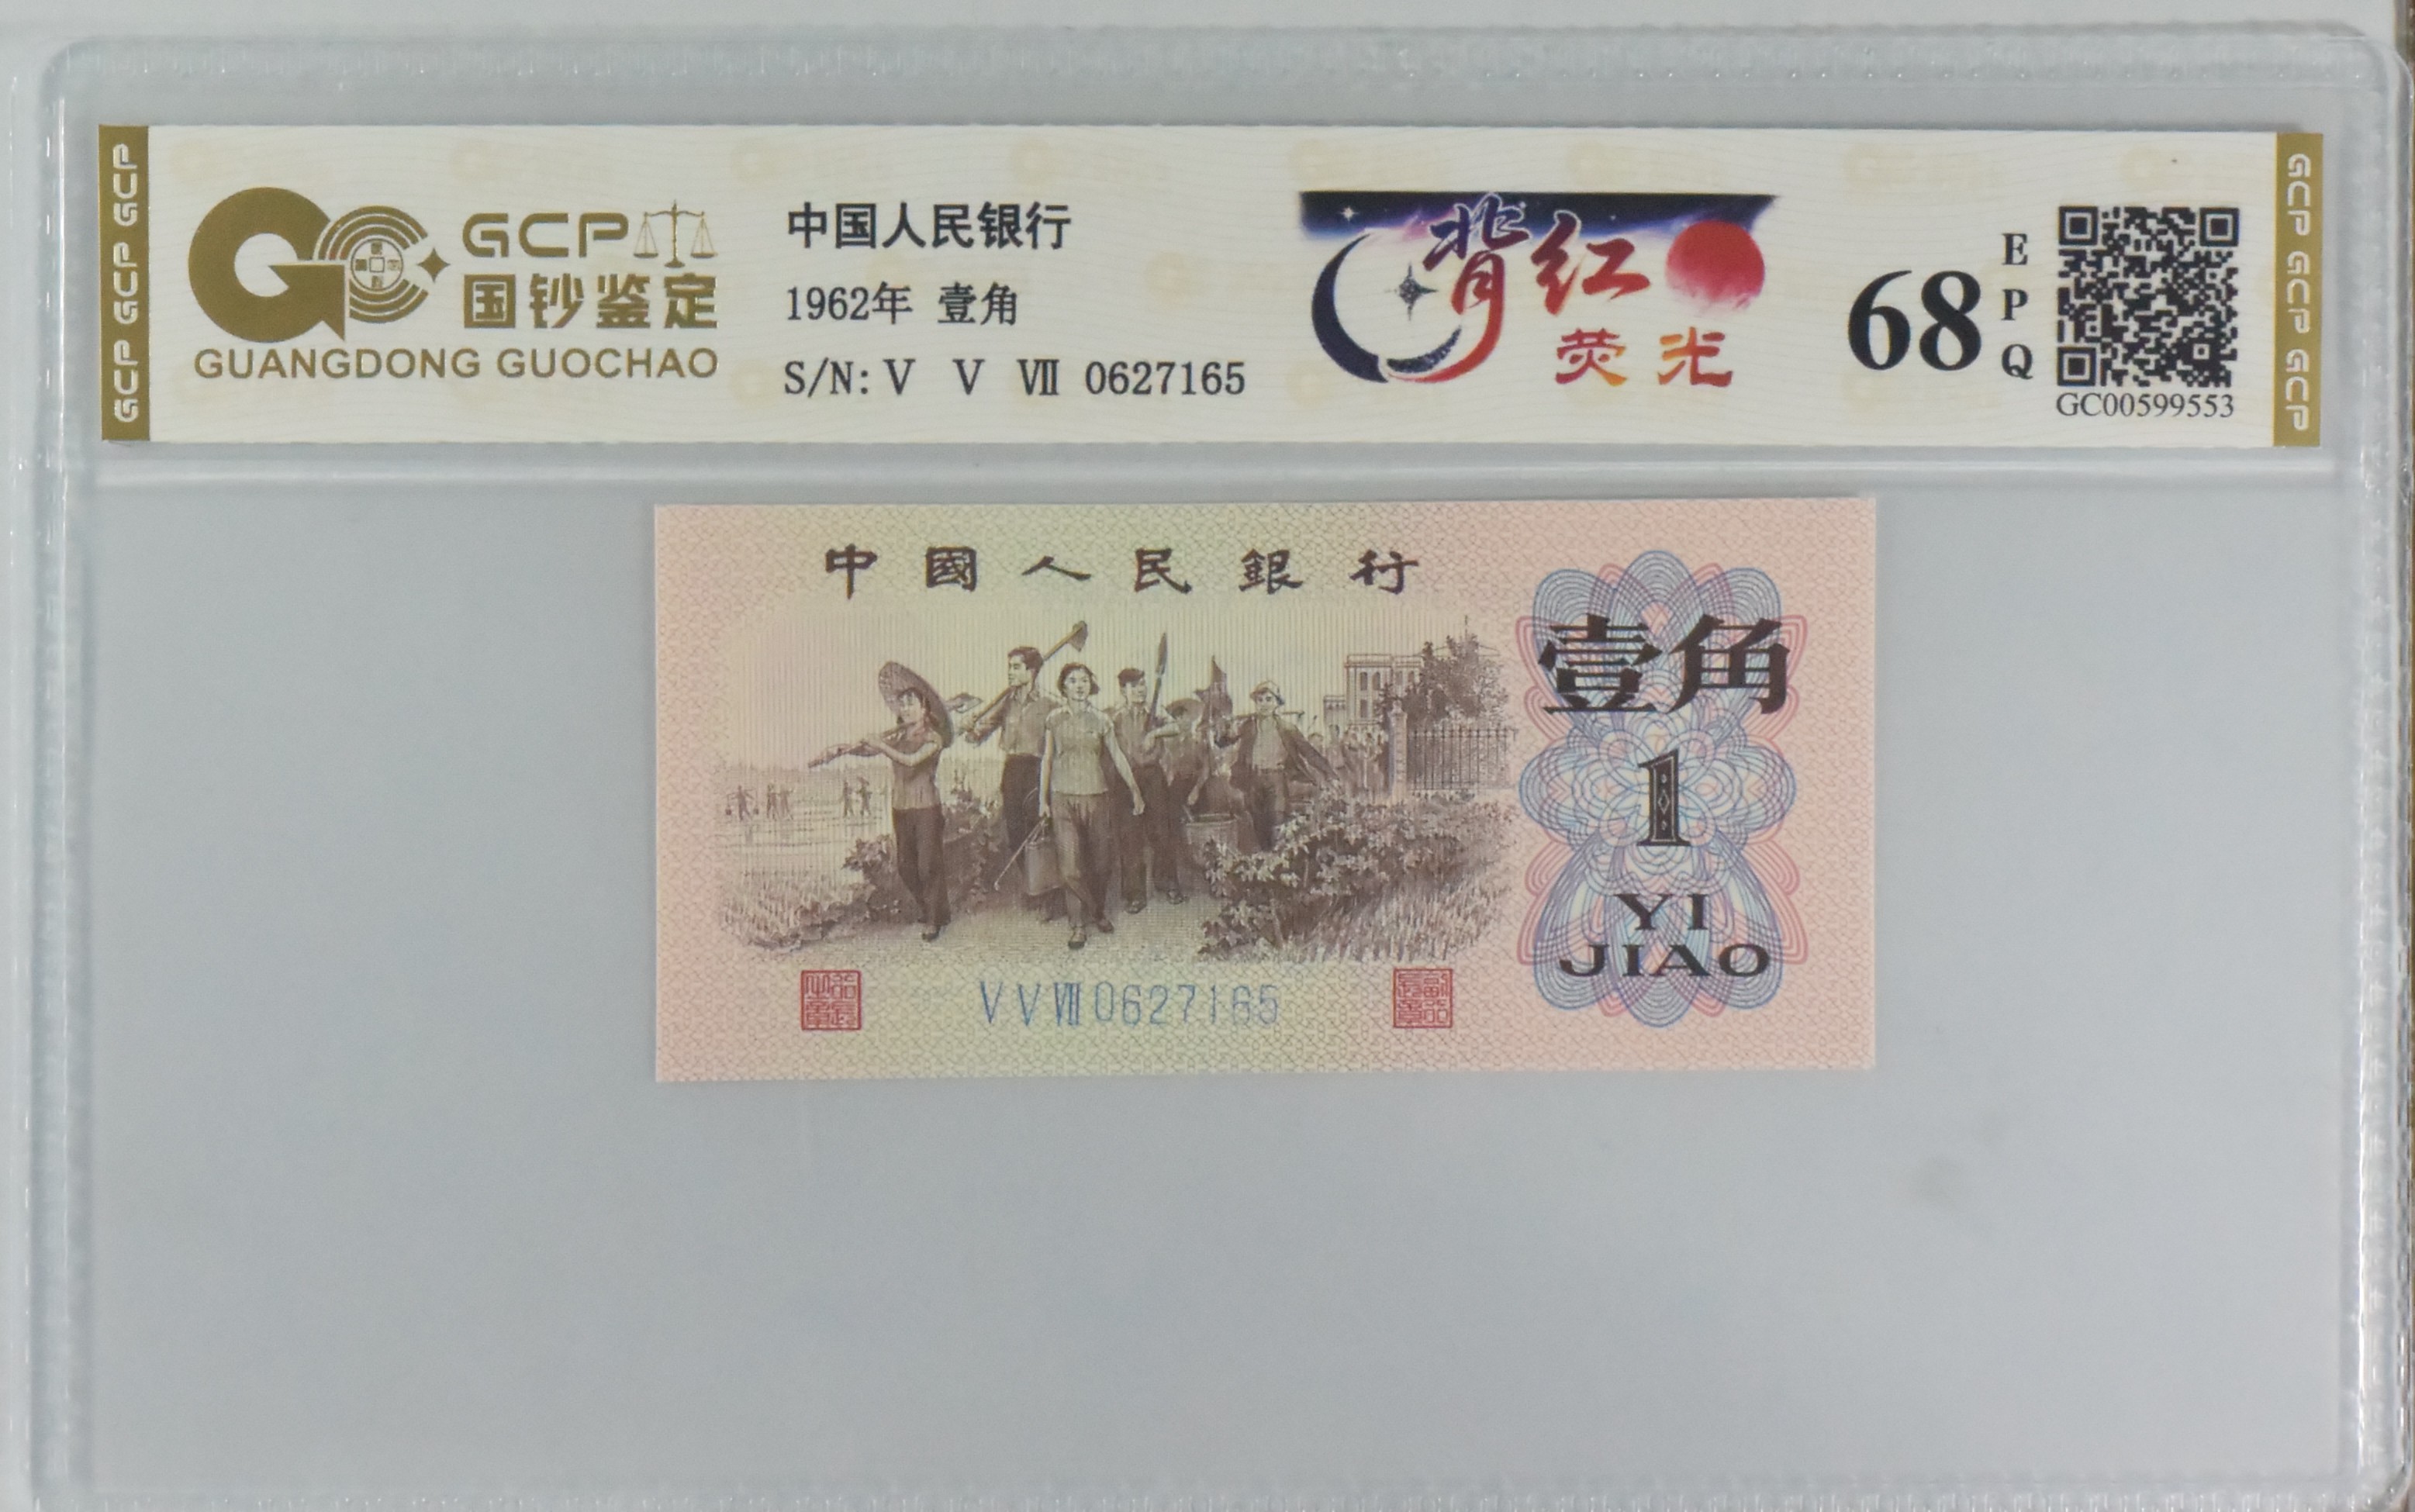 GCP GCP GCP
GCP
国钞鉴定
GUANGDONG GUOCHAO
中国人民银行
1962年 壹角
S/N: Ⅴ Ⅴ Ⅶ 0627165
背红
荧光
68
E
P
Q
GC00599553
GCP GCP GCP
中國人民銀行
壹角
1
YI
JIAO
ⅤⅤⅦ0627165